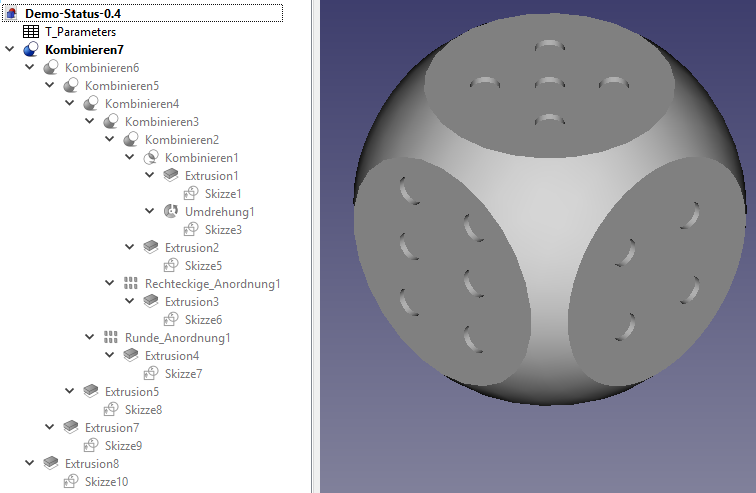 Demo-Status-0.4
T_Parameters
Kombinieren7
Kombinieren6
Kombinieren5
Kombinieren4
Kombinieren3
Kombinieren2
Kombinieren1
Extrusion1
Skizze1
Umdrehung1
Skizze3
Extrusion2
Skizze5
Rechteckige_Anordnung1
Extrusion3
Skizze6
Runde_Anordnung1
Extrusion4
Skizze7
Extrusion5
Skizze8
Extrusion7
Skizze9
Extrusion8
Skizze10